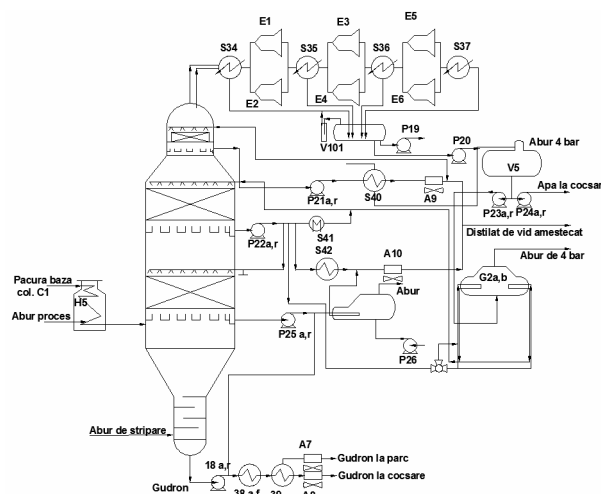 E1
E3
E5
S34
S35
S36
S37
E2
E4
E6
V101
P19
P20
Abur 4 bar
V5
P21a,r
S40
A9
Apa la cocsar
P23a,r
P24a,r
P22a,r
S41
S42
Distilat de vid amestecat
A10
Abur de 4 bar
Abur
G2a,b
Pacura baza
col. C1
H5
Abur proces
P25 a,r
P26
Abur de stripare
A7
Gudron la parc
18 a,r
Gudron la cocsare
Gudron